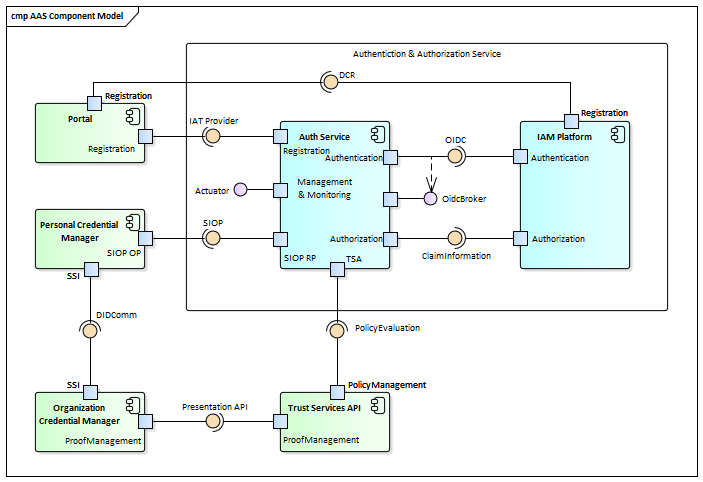 cmp AAS Component Model
Authentiction & Authorization Service
DCR
Registration
Registration
Portal
IAT Provider
Auth Service
OIDC
IAM Platform
Registration
Registration
Authentication
Authentication
Actuator
Management
& Monitoring
OidcBroker
Personal Credential
Manager
SIOP
Authorization
Authorization
SIOP OP
SIOP RP
TSA
ClaimInformation
SSI
DIDComm
PolicyEvaluation
SSI
PolicyManagement
Organization
Credential Manager
Presentation API
Trust Services API
ProofManagement
ProofManagement